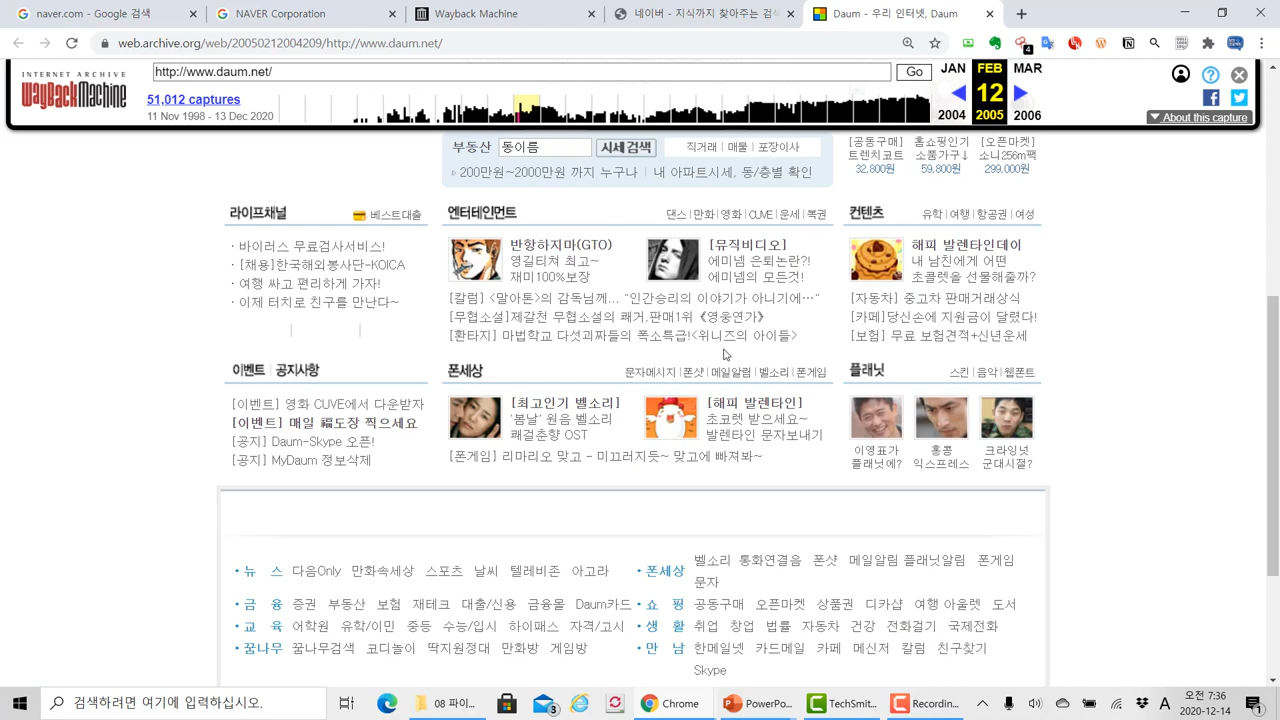 naver.com - Google 검색
NAVER Corporation
Wayback Machine
네이버 - 지식까지 찾아주는 검색
Daum - 우리 인터넷, Daum
web.archive.org/web/20050212004209/http://www.daum.net/
4
INTERNET ARCHIVE
WayBackMachine
http://www.daum.net/
Go
JAN
FEB
MAR
51,012 captures
12
11 Nov 1998 - 13 Dec 2020
2004
2005
2006
About this capture
부동산
동이름
시세검색
직거래 | 매물 | 포장이사
▹ 200만원~2000만원 까지 누구나 | 내 아파트시세, 동/층별 확인
[공동구매]
트렌치코트
32,800원
홈쇼핑인기
소품가구↓
59,800원
[오픈마켓]
소니256m팩
299,000원
라이프채널
베스트대출
· 바이러스 무료검사서비스!
· [채용]한국해외봉사단-KOICA
· 여행 싸고 편리하게 가자!
· 이제 터치로 친구를 만난다~
엔터테인먼트
댄스 | 만화 | 영화 | CLIVE | 운세 | 복권
반항하지마(GTO)
영길티쳐 최고~
재미100%보장
[뮤직비디오]
에미넴 은퇴논란?!
에미넴의 모든것!
[칼럼] <말아톤>의 감독님께... "인간승리의 이야기가 아니기에…"
[무협소설]제갈천 무협소설의 쾌거,판매1위《영웅연가》
[환타지] 마법학교 다섯괴짜들의 폭소특급!<위니즈의 아이들>
컨텐츠
유학 | 여행 | 항공권 | 여성
해피 발렌타인데이
내 남친에게 어떤
초콜렛을 선물해줄까?
[자동차] 중고차 판매거래상식
[카페]당신손에 지원금이 달렸다!
[보험] 무료 보험견적+신년운세
이벤트 | 공지사항
[이벤트] 영화 CLIVE에서 다운받자
[이벤트] 매일 福도장 찍으세요
[공지] Daum-Skype 오픈!
[공지] MyDaum 정보삭제
폰세상
문자메시지 | 폰샷 | 메일알림 | 벨소리 | 폰게임
[최고인기 벨소리]
'봄날' 원음 벨소리
쾌걸춘향 OST
[해피 발렌타인]
초코렛 받으세요~
발렌타인 문자보내기
[폰게임] 리마리오 맞고 - 미끄러지듯~ 맞고에 빠져봐~
플래닛
스킨 | 음악 | 웹폰트
이영표가
플래닛에?
홍콩
익스프레스
크라잉넛
군대시절?
· 뉴 스 다음Only 만화속세상 스포츠 날씨 텔레비존 아고라
· 폰세상 벨소리 통화연결음 폰샷 메일알림 플래닛알림 폰게임
문자
· 금 융 증권 부동산 보험 재테크 대출/신용 금융몰 Daum카드
· 쇼 핑 공동구매 오픈마켓 상품권 디카샵 여행 아울렛 도서
· 교 육 어학원 유학/이민 중등 수능/입시 하이패스 자격/고시
· 생 활 취업 창업 법률 자동차 건강 전화걸기 국제전화
· 꿈나무 꿈나무검색 코디놀이 딱지원정대 만화방 게임방
· 만 남 한메일넷 카드메일 카페 메신저 칼럼 친구찾기
Skype
검색하려면 여기에 입력하십시오.
08 파이...
3
Chrome
PowerPo...
TechSmit...
Recordin...
A
오전 7:36
2020-12-14
1